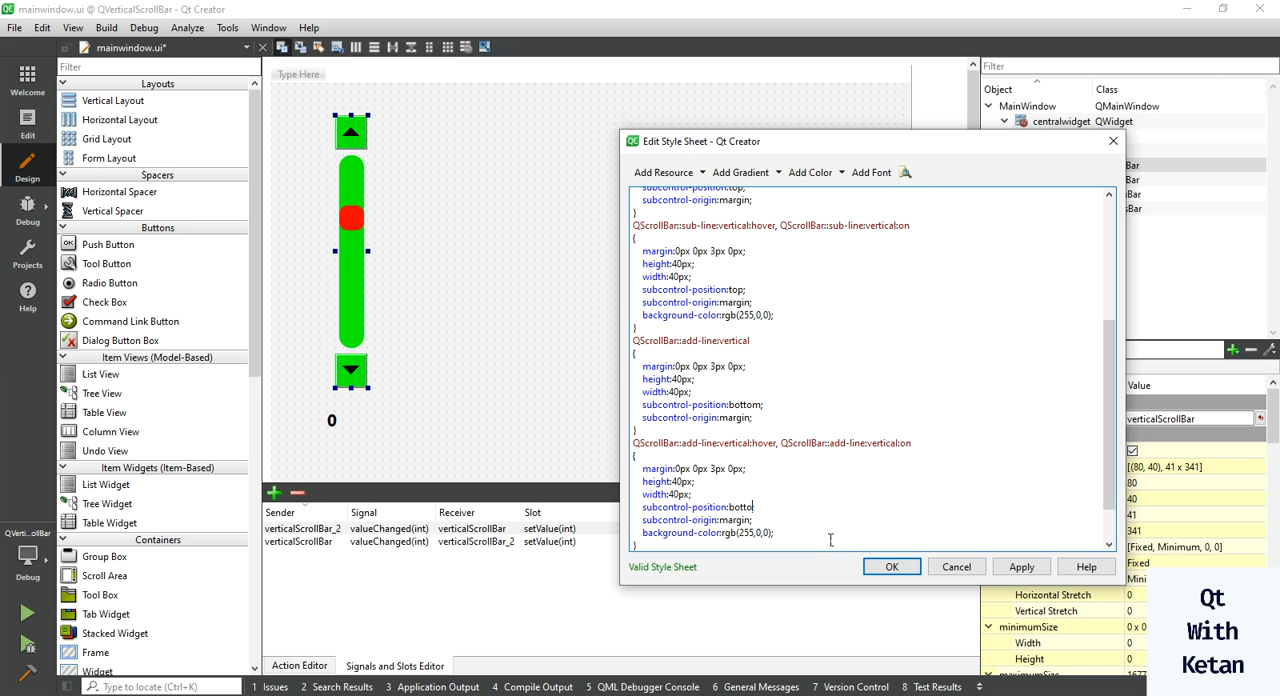 mainwindow.ui @ QVerticalScrollBar - Qt Creator
File Edit View Build Debug Analyze Tools Window Help
mainwindow.ui*
Filter
Layouts
Vertical Layout
Horizontal Layout
Grid Layout
Form Layout
Spacers
Horizontal Spacer
Vertical Spacer
Buttons
Push Button
Tool Button
Radio Button
Check Box
Command Link Button
Dialog Button Box
Item Views (Model-Based)
List View
Tree View
Table View
Column View
Undo View
Item Widgets (Item-Based)
List Widget
Tree Widget
Table Widget
Containers
Group Box
Scroll Area
Tool Box
Tab Widget
Stacked Widget
Frame
Widget
Welcome
Edit
Design
Debug
Projects
Help
QVerti...ollBar
Debug
Type Here
0
Sender Signal Receiver Slot
verticalScrollBar_2 valueChanged(int) verticalScrollBar setValue(int)
verticalScrollBar valueChanged(int) verticalScrollBar_2 setValue(int)
Action Editor Signals and Slots Editor
Edit Style Sheet - Qt Creator
Add Resource Add Gradient Add Color Add Font
subcontrol-position:top;
subcontrol-origin:margin;
}
QScrollBar::sub-line:vertical:hover, QScrollBar::sub-line:vertical:on
{
margin:0px 0px 3px 0px;
height:40px;
width:40px;
subcontrol-position:top;
subcontrol-origin:margin;
background-color:rgb(255,0,0);
}
QScrollBar::add-line:vertical
{
margin:0px 0px 3px 0px;
height:40px;
width:40px;
subcontrol-position:bottom;
subcontrol-origin:margin;
}
QScrollBar::add-line:vertical:hover, QScrollBar::add-line:vertical:on
{
margin:0px 0px 3px 0px;
height:40px;
width:40px;
subcontrol-position:botto
subcontrol-origin:margin;
background-color:rgb(255,0,0);
}
Valid Style Sheet
OK Cancel Apply Help
Filter
Object Class
MainWindow QMainWindow
centralwidget QWidget
Bar
Bar
sBar
sBar
Value
verticalScrollBar
[(80, 40), 41 x 341]
80
40
41
341
[Fixed, Minimum, 0, 0]
Fixed
Mini
Horizontal Stretch 0
Vertical Stretch 0
minimumSize 0 x 0
Width 0
Height 0
maximumSize 1677
Qt
With
Ketan
Type to locate (Ctrl+K) 1 Issues 2 Search Results 3 Application Output 4 Compile Output 5 QML Debugger Console 6 General Messages 7 Version Control 8 Test Results